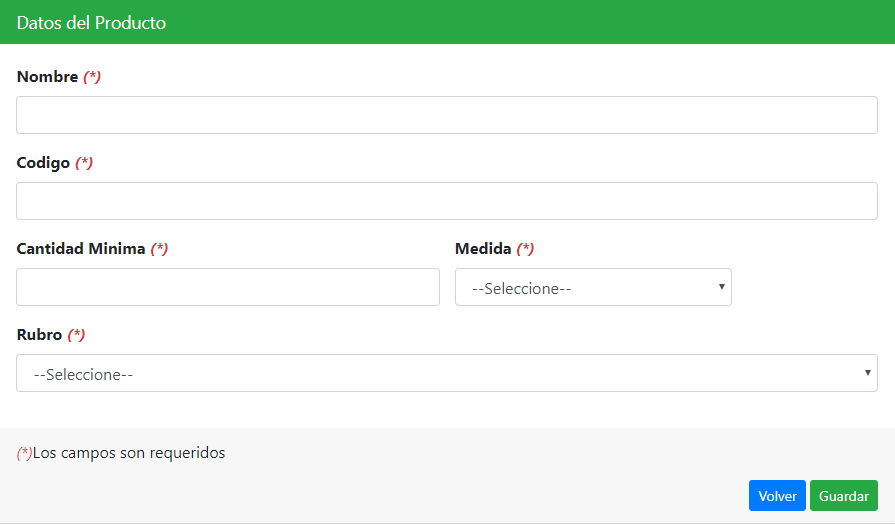 Datos del Producto
Nombre (*)
Codigo (*)
Cantidad Minima (*) Medida (*)
--Seleccione--
Rubro (*)
--Seleccione--
(*)Los campos son requeridos
Volver Guardar